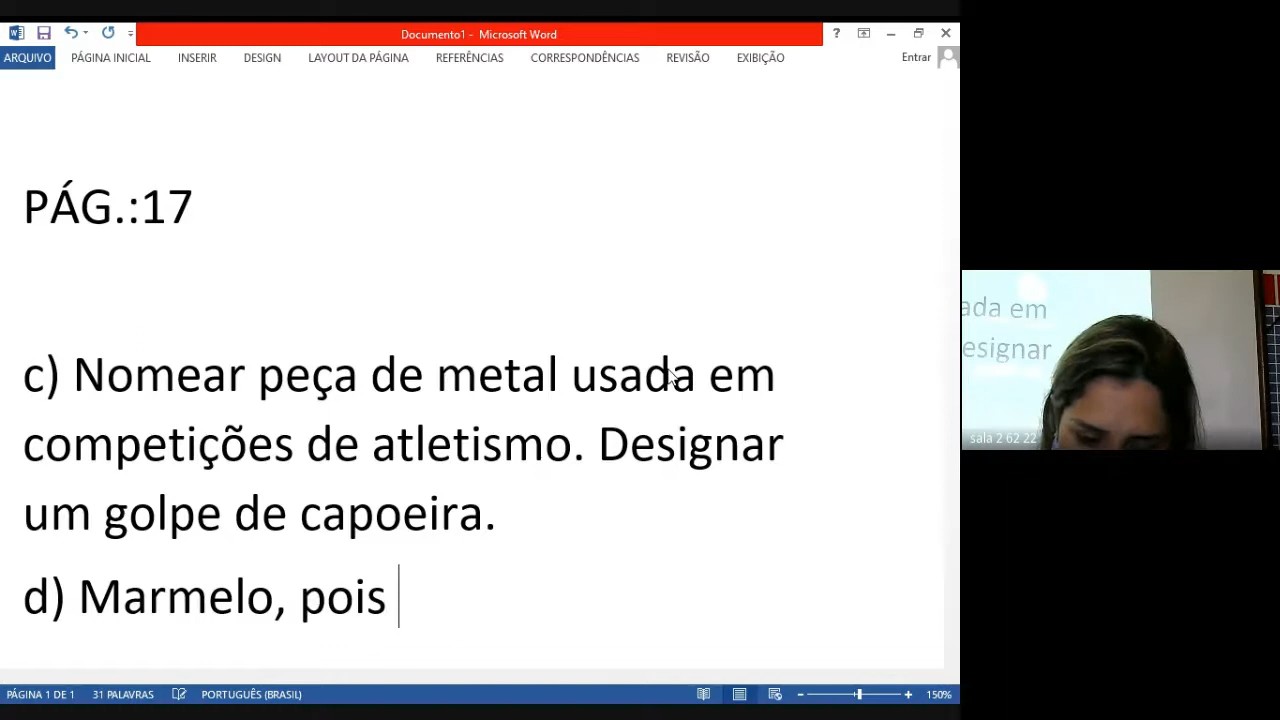 Documento1 - Microsoft Word
?
ARQUIVO PÁGINA INICIAL INSERIR DESIGN LAYOUT DA PÁGINA REFERÊNCIAS CORRESPONDÊNCIAS REVISÃO EXIBIÇÃO Entrar
PÁG.:17
c) Nomear peça de metal usada em
competições de atletismo. Designar
um golpe de capoeira.
d) Marmelo, pois
ada em
esignar
sala 2 62 22
PÁGINA 1 DE 1 31 PALAVRAS PORTUGUÊS (BRASIL) 150%